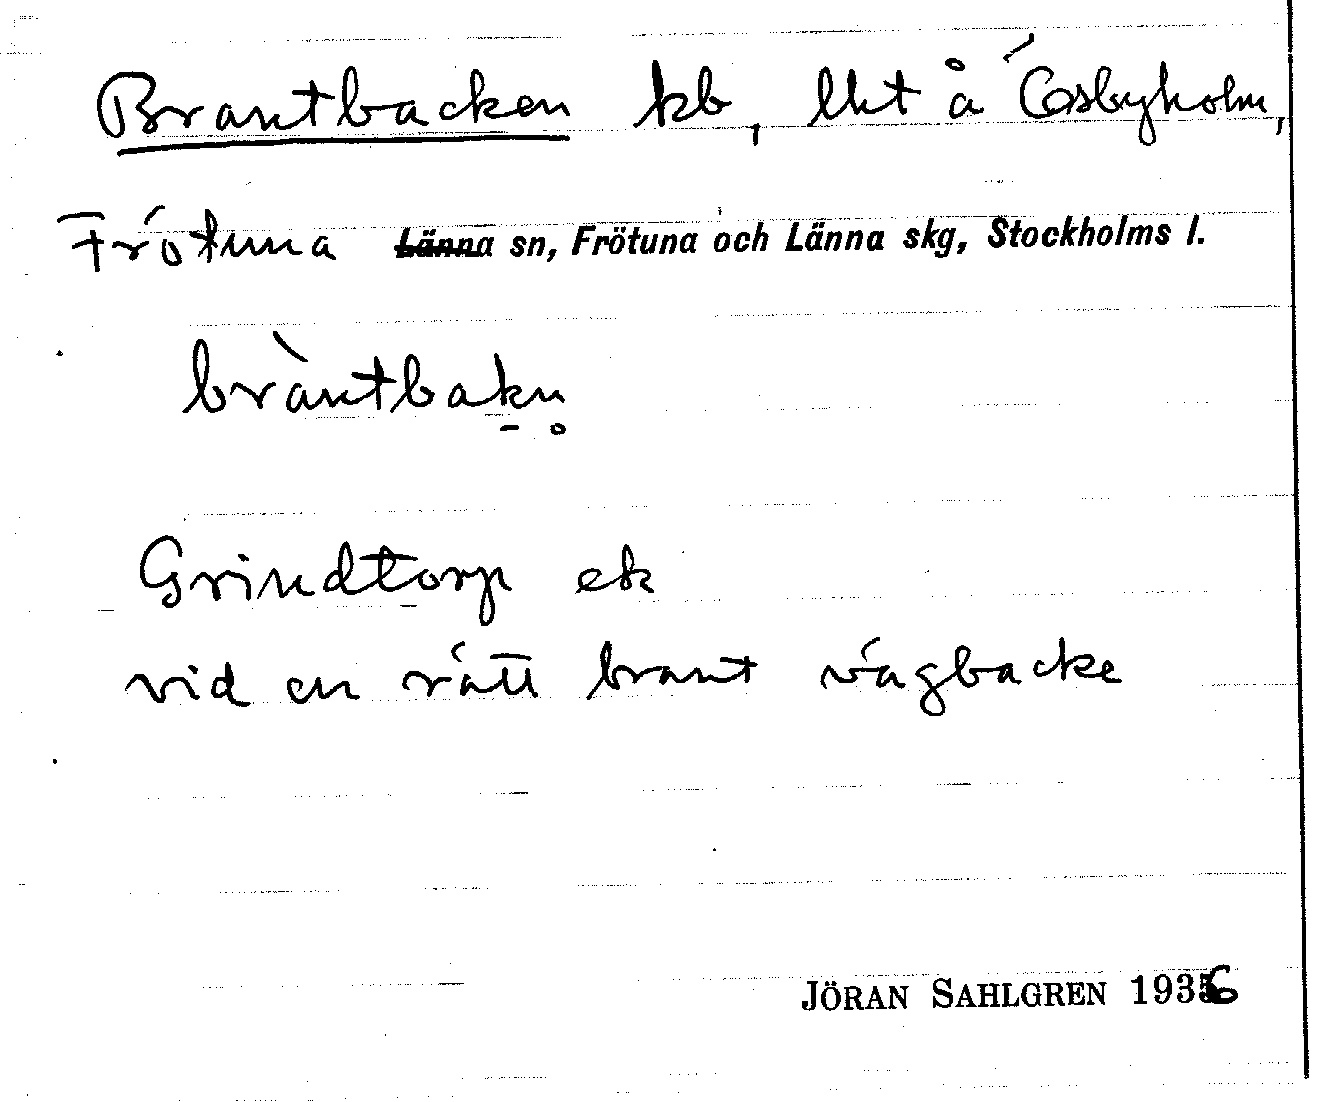 Brantbacken kb, lht å Ösbyholm,
Frötuna Länna sn, Frötuna och Länna skg, Stockholms l.
bràntbakn̥
Grindtorp ek
vid en rätt brant vägbacke
JÖRAN SAHLGREN 1936